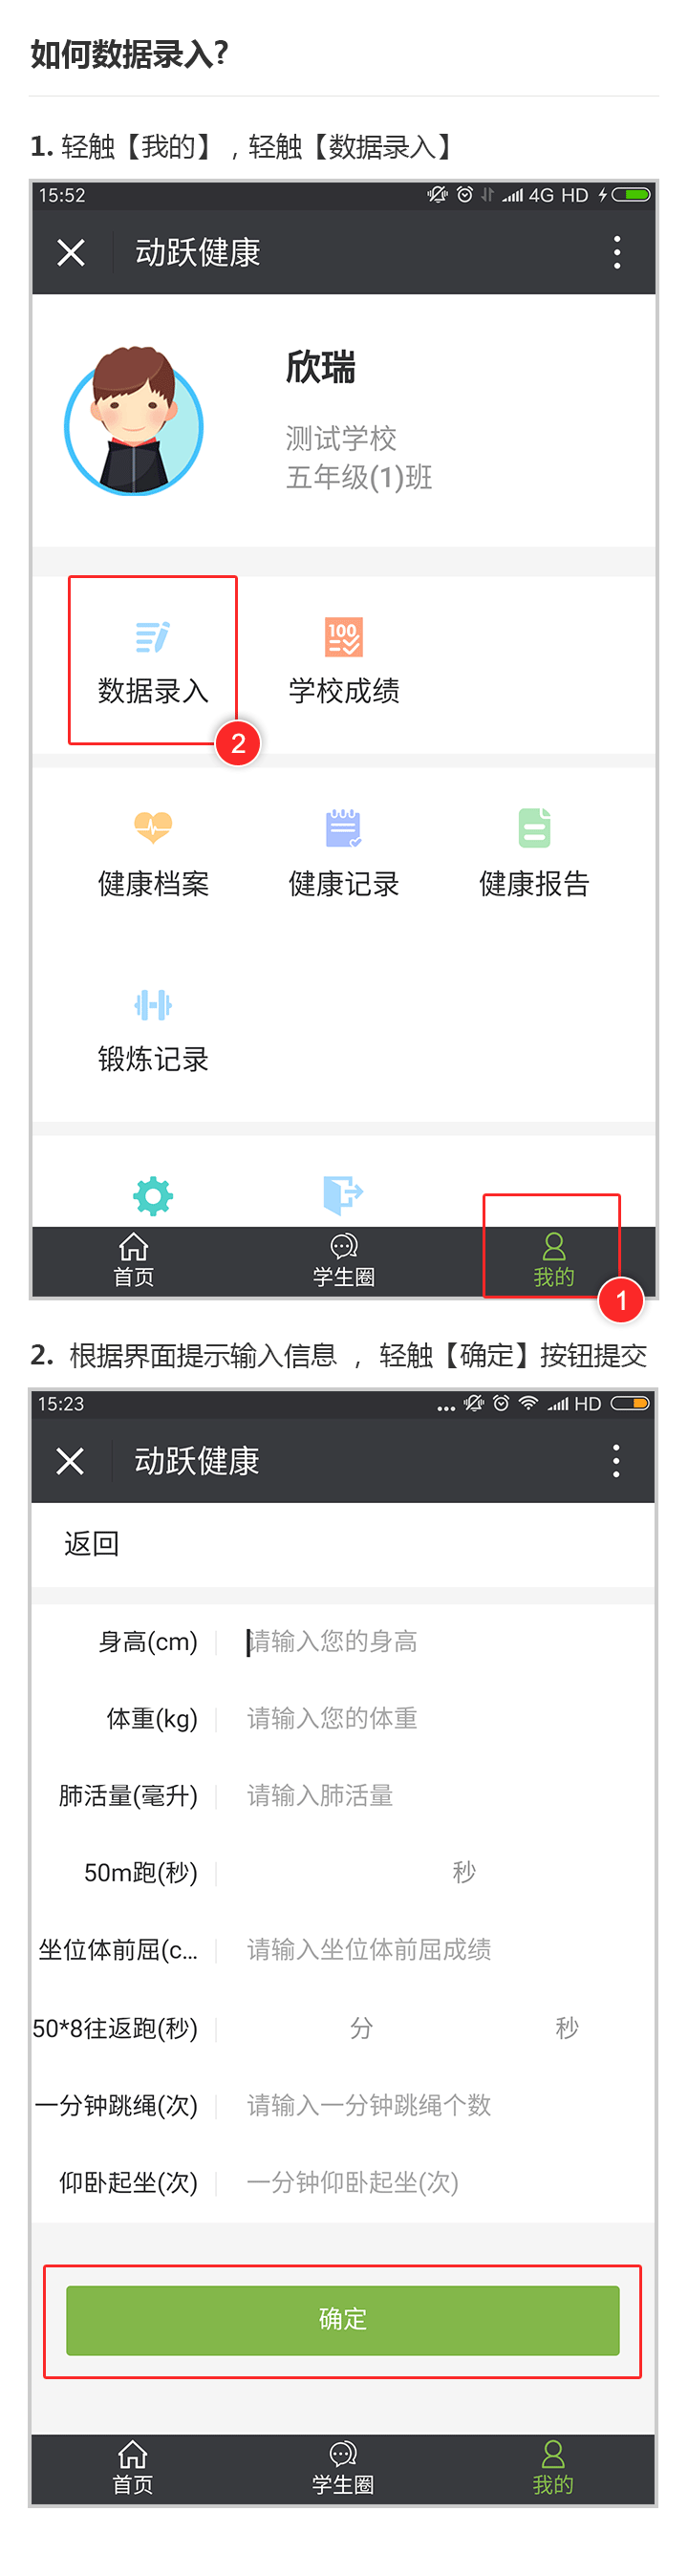 如何数据录入?
1. 轻触【我的】, 轻触【数据录入】
15:52 4G HD
动跃健康
欣瑞
测试学校
五年级(1)班
100
数据录入 学校成绩
2
健康档案 健康记录 健康报告
锻炼记录
首页 学生圈 我的
1
2. 根据界面提示输入信息 , 轻触【确定】按钮提交
15:23 ... HD
动跃健康
返回
身高(cm) 请输入您的身高
体重(kg) 请输入您的体重
肺活量(毫升) 请输入肺活量
50m跑(秒) 秒
坐位体前屈(c... 请输入坐位体前屈成绩
50*8往返跑(秒) 分 秒
一分钟跳绳(次) 请输入一分钟跳绳个数
仰卧起坐(次) 一分钟仰卧起坐(次)
确定
首页 学生圈 我的